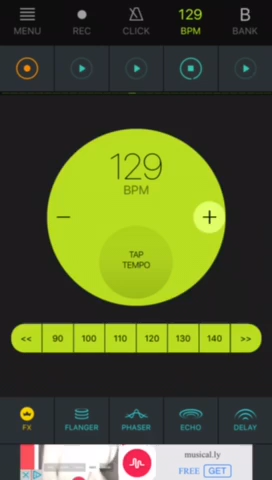 MENU REC CLICK 129 BPM B BANK
129
BPM
− +
TAP
TEMPO
<< 90 100 110 120 130 140 >>
FX FLANGER PHASER ECHO DELAY
musical.ly
FREE GET